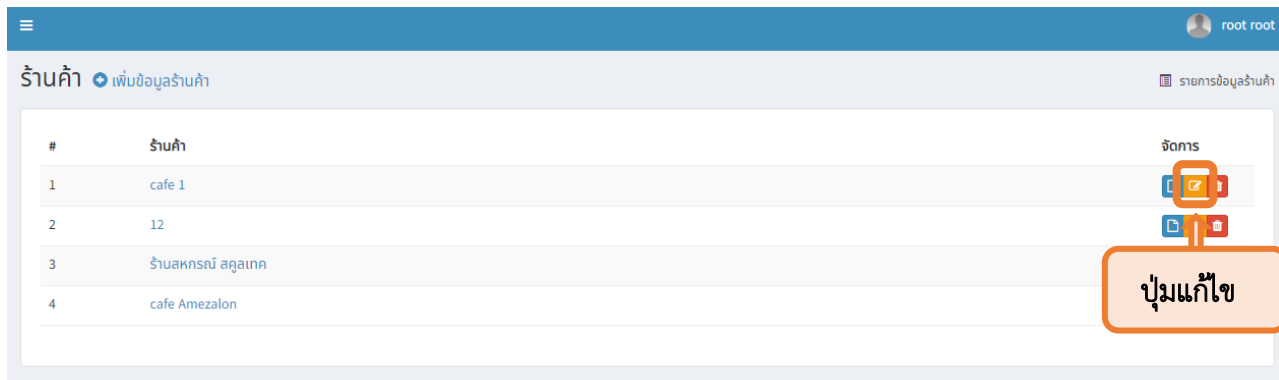 root root
ร้านค้า เพิ่มข้อมูลร้านค้า
รายการข้อมูลร้านค้า
# ร้านค้า จัดการ
1 cafe 1
2 12
3 ร้านสหกรณ์ สคูลเทค
4 cafe Amezalon
ปุ่มแก้ไข